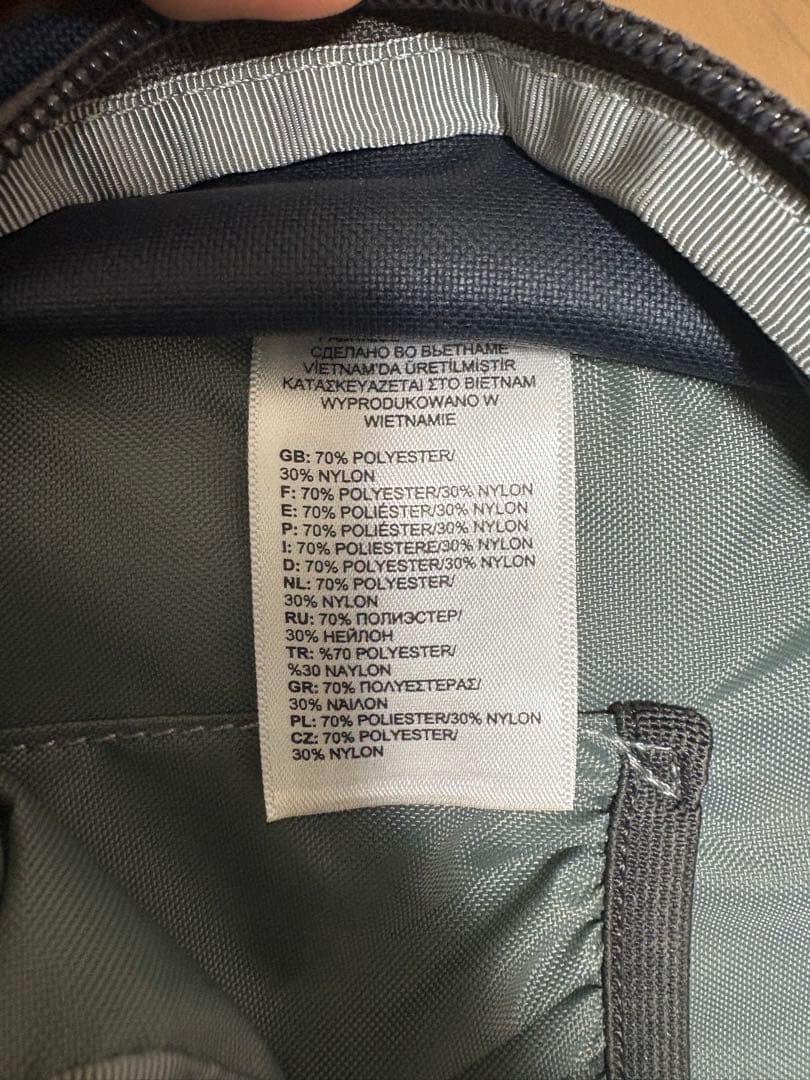 СДЕЛАНО ВО ВЬЕТНАМЕ
VİETNAM'DA ÜRETİLMİŞTİR
ΚΑΤΑΣΚΕΥΑΖΕΤΑΙ ΣΤΟ ΒΙΕΤΝΑΜ
WYPRODUKOWANO W
WIETNAMIE
GB: 70% POLYESTER/
30% NYLON
F: 70% POLYESTER/30% NYLON
E: 70% POLIÉSTER/30% NYLON
P: 70% POLIÉSTER/30% NYLON
I: 70% POLIESTERE/30% NYLON
D: 70% POLYESTER/30% NYLON
NL: 70% POLYESTER/
30% NYLON
RU: 70% ПОЛИЭСТЕР/
30% НЕЙЛОН
TR: %70 POLYESTER/
%30 NAYLON
GR: 70% ΠΟΛΥΕΣΤΕΡΑΣ/
30% ΝΑΪΛΟΝ
PL: 70% POLIESTER/30% NYLON
CZ: 70% POLYESTER/
30% NYLON